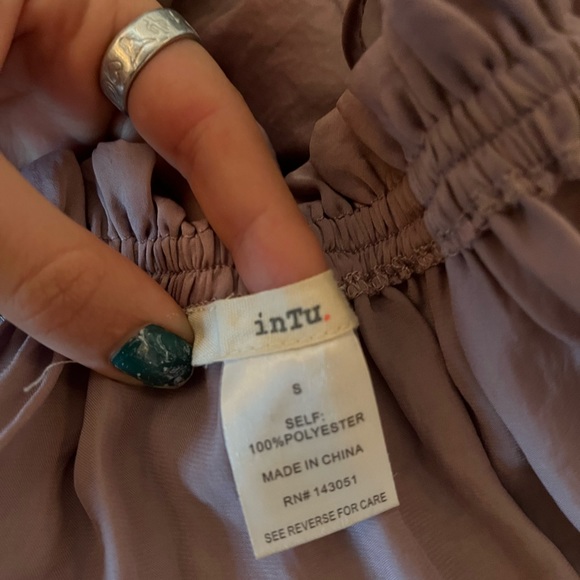 inTu.
S
SELF:
100%POLYESTER
MADE IN CHINA
RN# 143051
SEE REVERSE FOR CARE